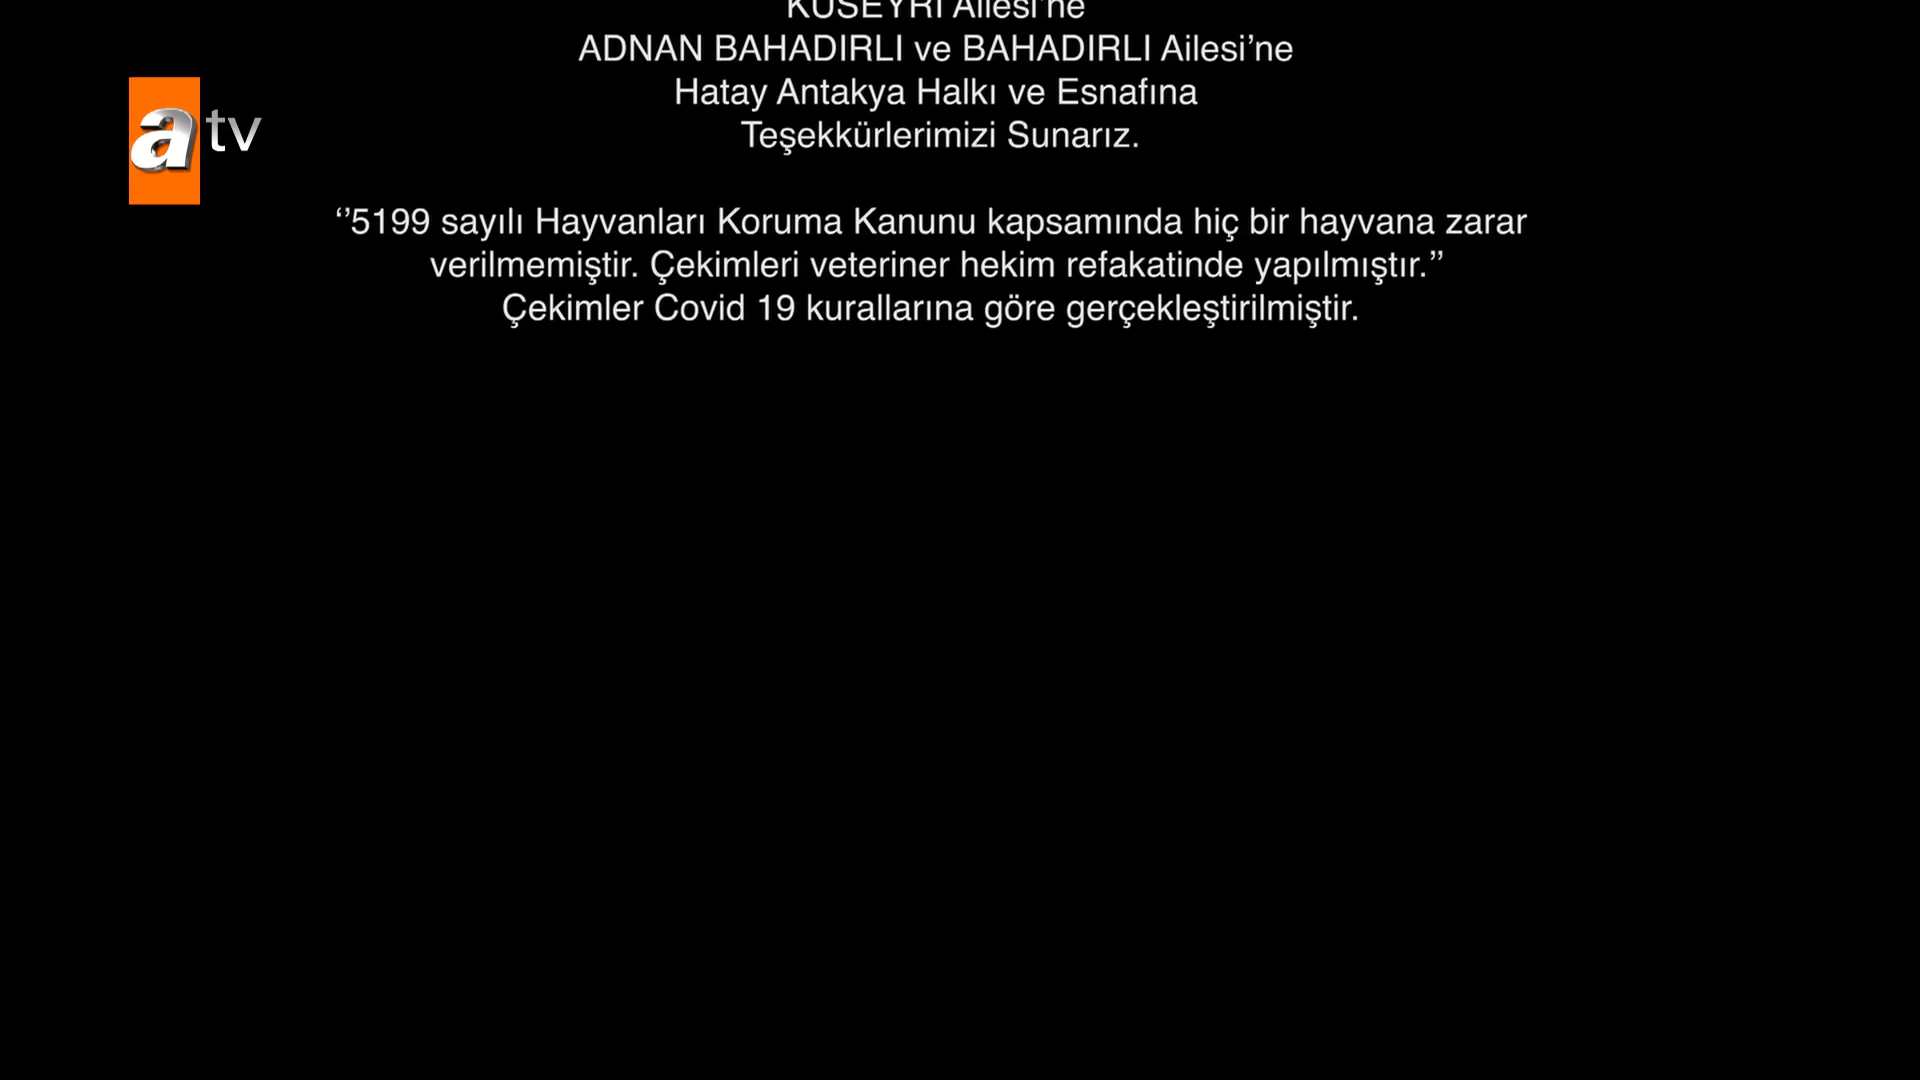 KUSEYRİ Ailesi’ne
ADNAN BAHADIRLI ve BAHADIRLI Ailesi’ne
Hatay Antakya Halkı ve Esnafına
Teşekkürlerimizi Sunarız.
atv
‘’5199 sayılı Hayvanları Koruma Kanunu kapsamında hiç bir hayvana zarar
verilmemiştir. Çekimleri veteriner hekim refakatinde yapılmıştır.’’
Çekimler Covid 19 kurallarına göre gerçekleştirilmiştir.